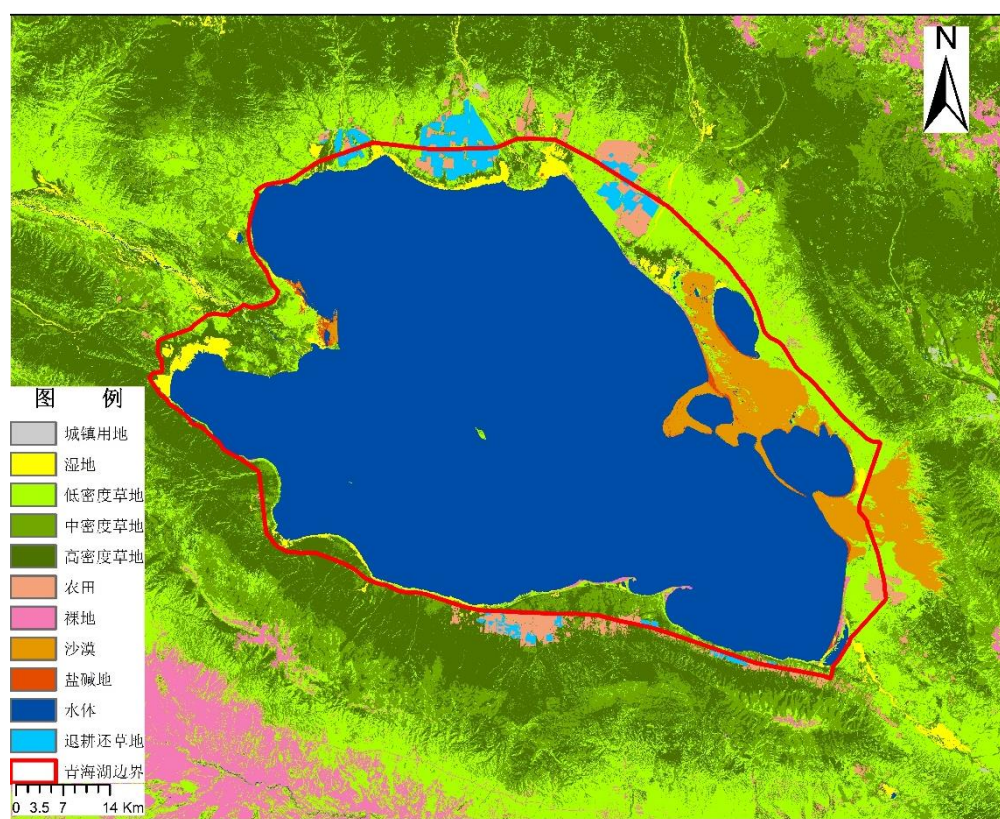 N
图 例
城镇用地
湿地
低密度草地
中密度草地
高密度草地
农田
裸地
沙漠
盐碱地
水体
退耕还草地
青海湖边界
0 3.5 7 14 Km